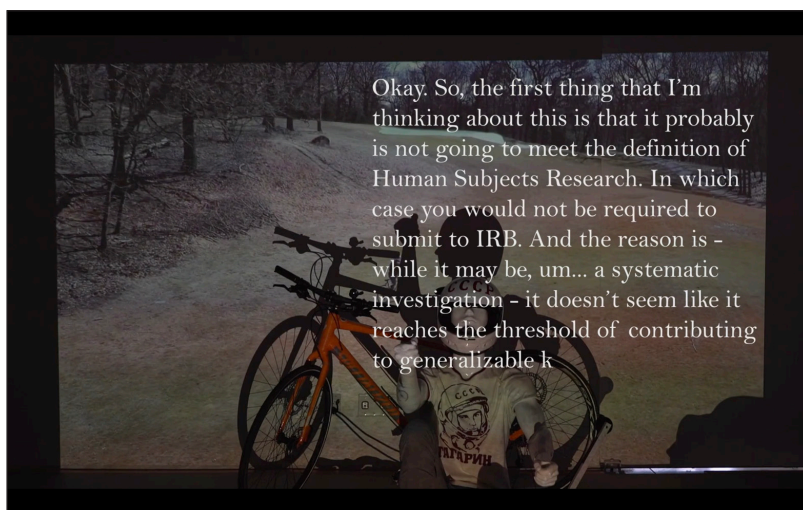 Okay. So, the first thing that I'm
thinking about this is that it probably
is not going to meet the definition of
Human Subjects Research. In which
case you would not be required to
submit to IRB. And the reason is -
while it may be, um... a systematic
investigation - it doesn't seem like it
reaches the threshold of contributing
to generalizable k
СССР
СССР
ГАГАРИН